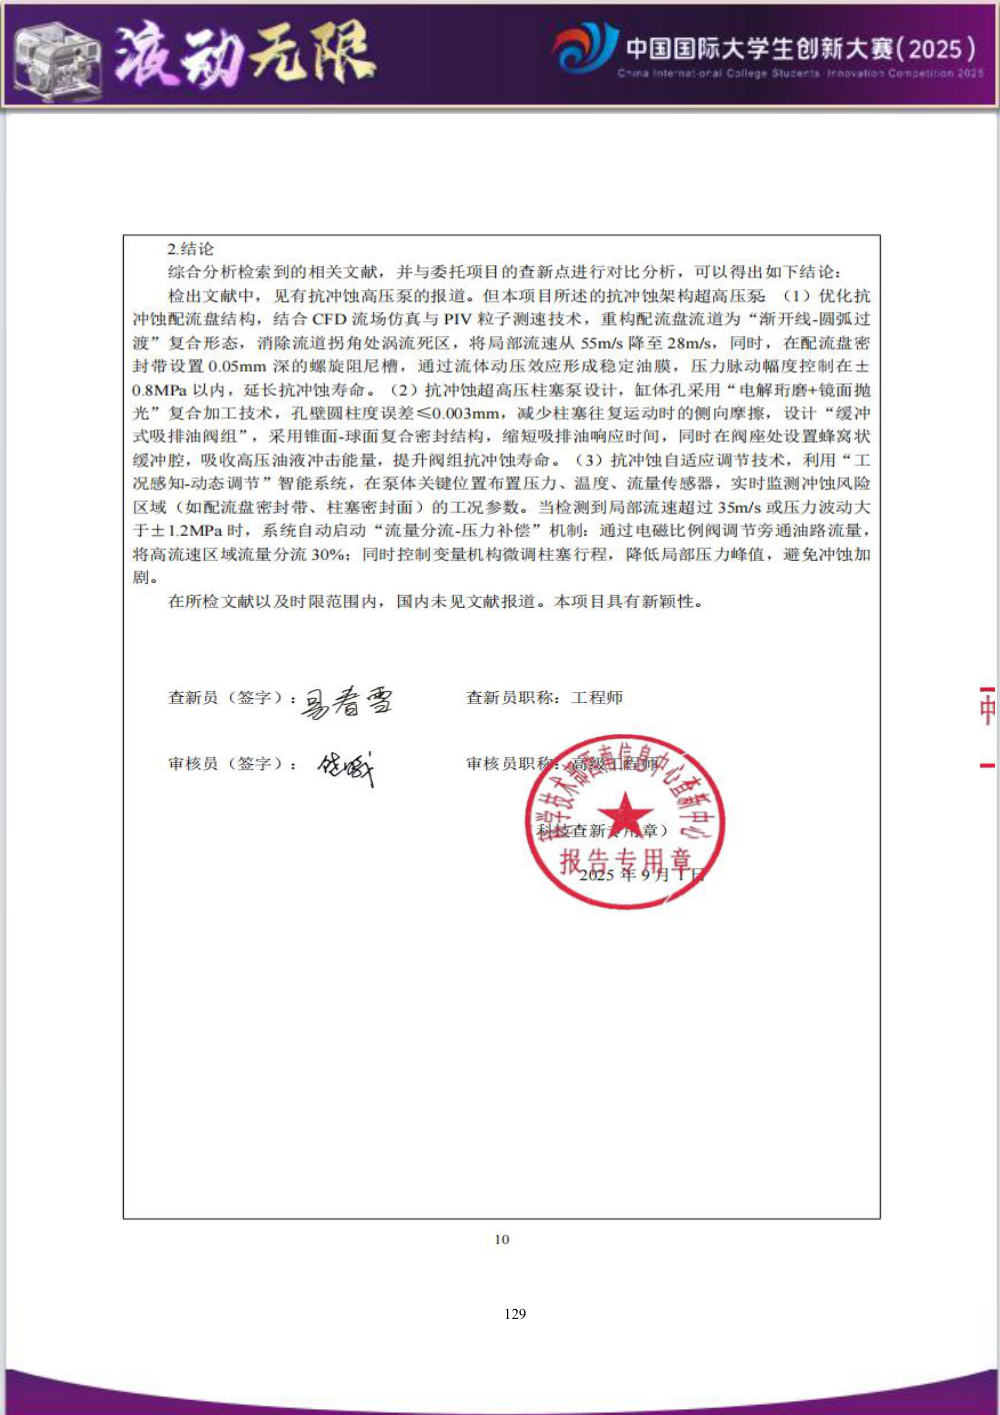 液动无限
中国国际大学生创新大赛(2025)
China International College Students' Innovation Competition 2025
2.结论
综合分析检索到的相关文献，并与委托项目的查新点进行对比分析，可以得出如下结论：
检出文献中，见有抗冲蚀高压泵的报道。但本项目所述的抗冲蚀架构超高压泵：（1）优化抗
冲蚀配流盘结构，结合 CFD 流场仿真与 PIV 粒子测速技术，重构配流盘流道为“渐开线-圆弧过
渡”复合形态，消除流道拐角处涡流死区，将局部流速从 55m/s 降至 28m/s，同时，在配流盘密
封带设置 0.05mm 深的螺旋阻尼槽，通过流体动压效应形成稳定油膜，压力脉动幅度控制在±
0.8MPa 以内，延长抗冲蚀寿命。（2）抗冲蚀超高压柱塞泵设计，缸体孔采用“电解珩磨+镜面抛
光”复合加工技术，孔壁圆柱度误差≤0.003mm，减少柱塞往复运动时的侧向摩擦，设计“缓冲
式吸排油阀组”，采用锥面-球面复合密封结构，缩短吸排油响应时间，同时在阀座处设置蜂窝状
缓冲腔，吸收高压油液冲击能量，提升阀组抗冲蚀寿命。（3）抗冲蚀自适应调节技术，利用“工
况感知-动态调节”智能系统，在泵体关键位置布置压力、温度、流量传感器，实时监测冲蚀风险
区域（如配流盘密封带、柱塞密封面）的工况参数。当检测到局部流速超过 35m/s 或压力波动大
于±1.2MPa 时，系统自动启动“流量分流-压力补偿”机制：通过电磁比例阀调节旁通油路流量，
将高流速区域流量分流 30%；同时控制变量机构微调柱塞行程，降低局部压力峰值，避免冲蚀加
剧。
在所检文献以及时限范围内，国内未见文献报道。本项目具有新颖性。
查新员（签字）：易春雪 查新员职称：工程师
审核员（签字）： 审核员职称：高级工程师
科学技术部西南信息中心查新中心
科技查新专用章）
报告专用章
2025 年 9 月 1 日
中
10
129